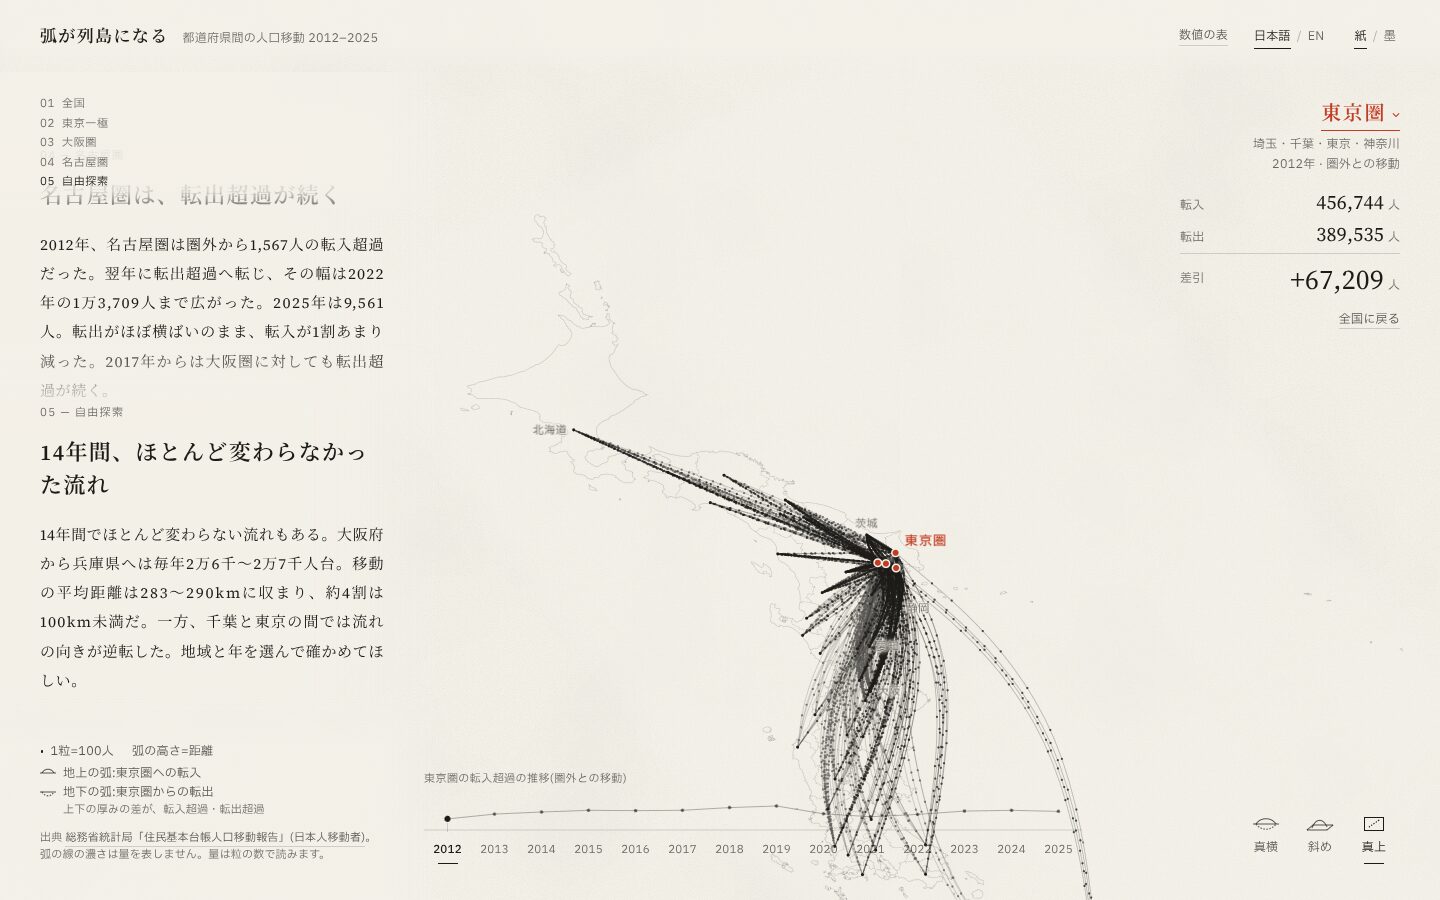 弧が列島になる 都道府県間の人口移動 2012–2025
数値の表 日本語 / EN 紙 / 墨
01 全国
02 東京一極
03 大阪圏
04 名古屋圏
05 自由探索
名古屋圏は、転出超過が続く
2012年、名古屋圏は圏外から1,567人の転入超過
だった。翌年に転出超過へ転じ、その幅は2022
年の1万3,709人まで広がった。2025年は9,561
人。転出がほぼ横ばいのまま、転入が1割あまり
減った。2017年からは大阪圏に対しても転出超
過が続く。
05 — 自由探索
14年間、ほとんど変わらなかっ
た流れ
14年間でほとんど変わらない流れもある。大阪府
から兵庫県へは毎年2万6千〜2万7千人台。移動
の平均距離は283〜290kmに収まり、約4割は
100km未満だ。一方、千葉と東京の間では流れ
の向きが逆転した。地域と年を選んで確かめてほ
しい。
1粒=100人 弧の高さ=距離
地上の弧:東京圏への転入
地下の弧:東京圏からの転出
上下の厚みの差が、転入超過・転出超過
出典 総務省統計局「住民基本台帳人口移動報告」(日本人移動者)。
弧の線の濃さは量を表しません。量は粒の数で読みます。
北海道
茨城
東京圏
静岡
東京圏の転入超過の推移(圏外との移動)
2012 2013 2014 2015 2016 2017 2018 2019 2020 2021 2022 2023 2024 2025
東京圏
埼玉・千葉・東京・神奈川
2012年・圏外との移動
転入 456,744 人
転出 389,535 人
差引 +67,209 人
全国に戻る
真横 斜め 真上